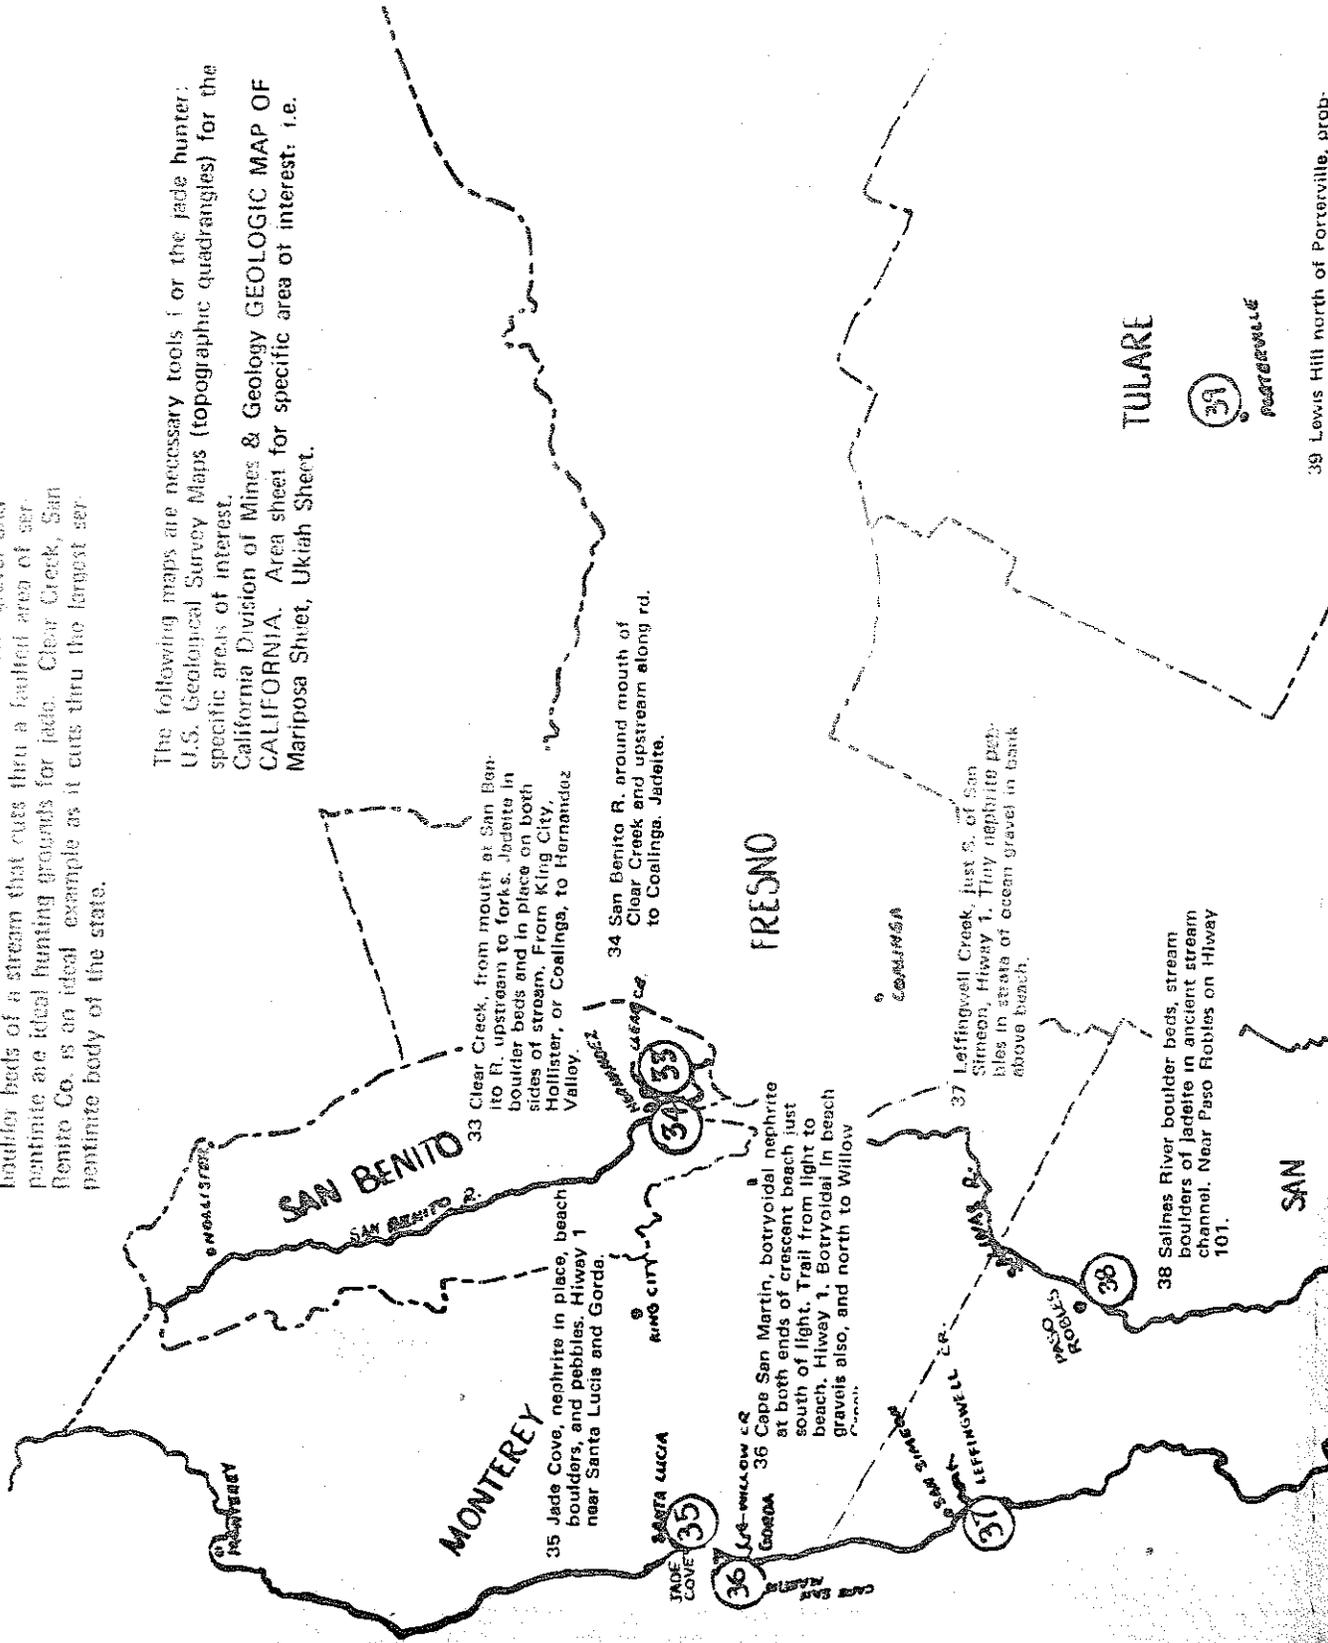 boulder beds of a stream that cuts thru a faulted area of ser-
pentinite are ideal hunting grounds for jade. Clear Creek, San
Benito Co. is an ideal example as it cuts thru the largest ser-
pentinite body of the state.
The following maps are necessary tools for the jade hunter:
U.S. Geological Survey Maps (topographic quadrangles) for the
specific areas of interest.
California Division of Mines & Geology GEOLOGIC MAP OF
CALIFORNIA. Area sheet for specific area of interest: i.e.
Mariposa Sheet, Ukiah Sheet.
HOLLISTER
SAN BENITO
SAN BENITO R.
33 Clear Creek, from mouth at San Ben-
ito R. upstream to forks. Jadeite in
boulder beds and in place on both
sides of stream. From King City,
Hollister, or Coalinga, to Hernandez
Valley.
34 San Benito R. around mouth of
Clear Creek and upstream along rd.
to Coalinga. Jadeite.
HERNANDEZ
CLEAR CR.
34
33
MONTEREY
MONTEREY
35 Jade Cove, nephrite in place, beach
boulders, and pebbles. Hiway 1
near Santa Lucia and Gorda.
KING CITY
SANTA LUCIA
JADE
COVE
35
FRESNO
36
WILLOW CR
GORDA
36 Cape San Martin, botryoidal nephrite
at both ends of crescent beach just
south of light. Trail from light to
beach. Hiway 1. Botryoidal in beach
gravels also, and north to Willow
COALINGA
37 Leffingwell Creek, just S. of San
Simeon, Hiway 1. Tiny nephrite peb-
bles in strata of ocean gravel in bank
above beach.
SAN SIMEON
LEFFINGWELL CR.
37
PASO
ROBLES
38
38 Salines River boulder beds, stream
boulders of jadeite in ancient stream
channel. Near Paso Robles on Hiway
101.
TULARE
39
PORTERVILLE
39 Lewis Hill north of Porterville, prob-
SAN